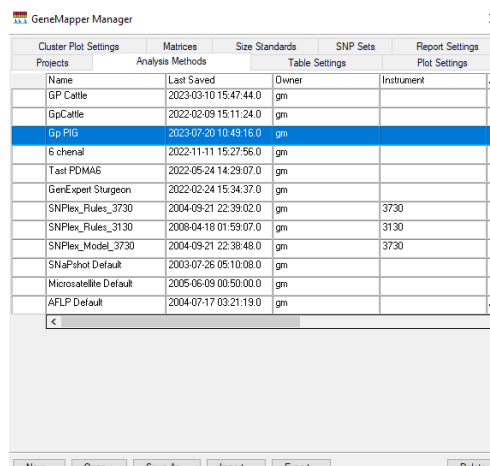 GeneMapper Manager
Cluster Plot Settings Matrices Size Standards SNP Sets Report Settings
Projects Analysis Methods Table Settings Plot Settings
Name Last Saved Owner Instrument
GP Cattle 2023-03-10 15:47:44.0 gm
GpCattle 2022-02-09 15:11:24.0 gm
Gp PIG 2023-07-20 10:49:16.0 gm
6 chenal 2022-11-11 15:27:56.0 gm
Tast PDMA6 2022-05-24 14:29:07.0 gm
GenExpert Sturgeon 2022-02-24 15:34:37.0 gm
SNPlex_Rules_3730 2004-09-21 22:39:02.0 gm 3730
SNPlex_Rules_3130 2008-04-18 01:59:07.0 gm 3130
SNPlex_Model_3730 2004-09-21 22:38:48.0 gm 3730
SNaPshot Default 2003-07-26 05:10:08.0 gm
Microsatellite Default 2005-06-09 00:50:00.0 gm
AFLP Default 2004-07-17 03:21:19.0 gm